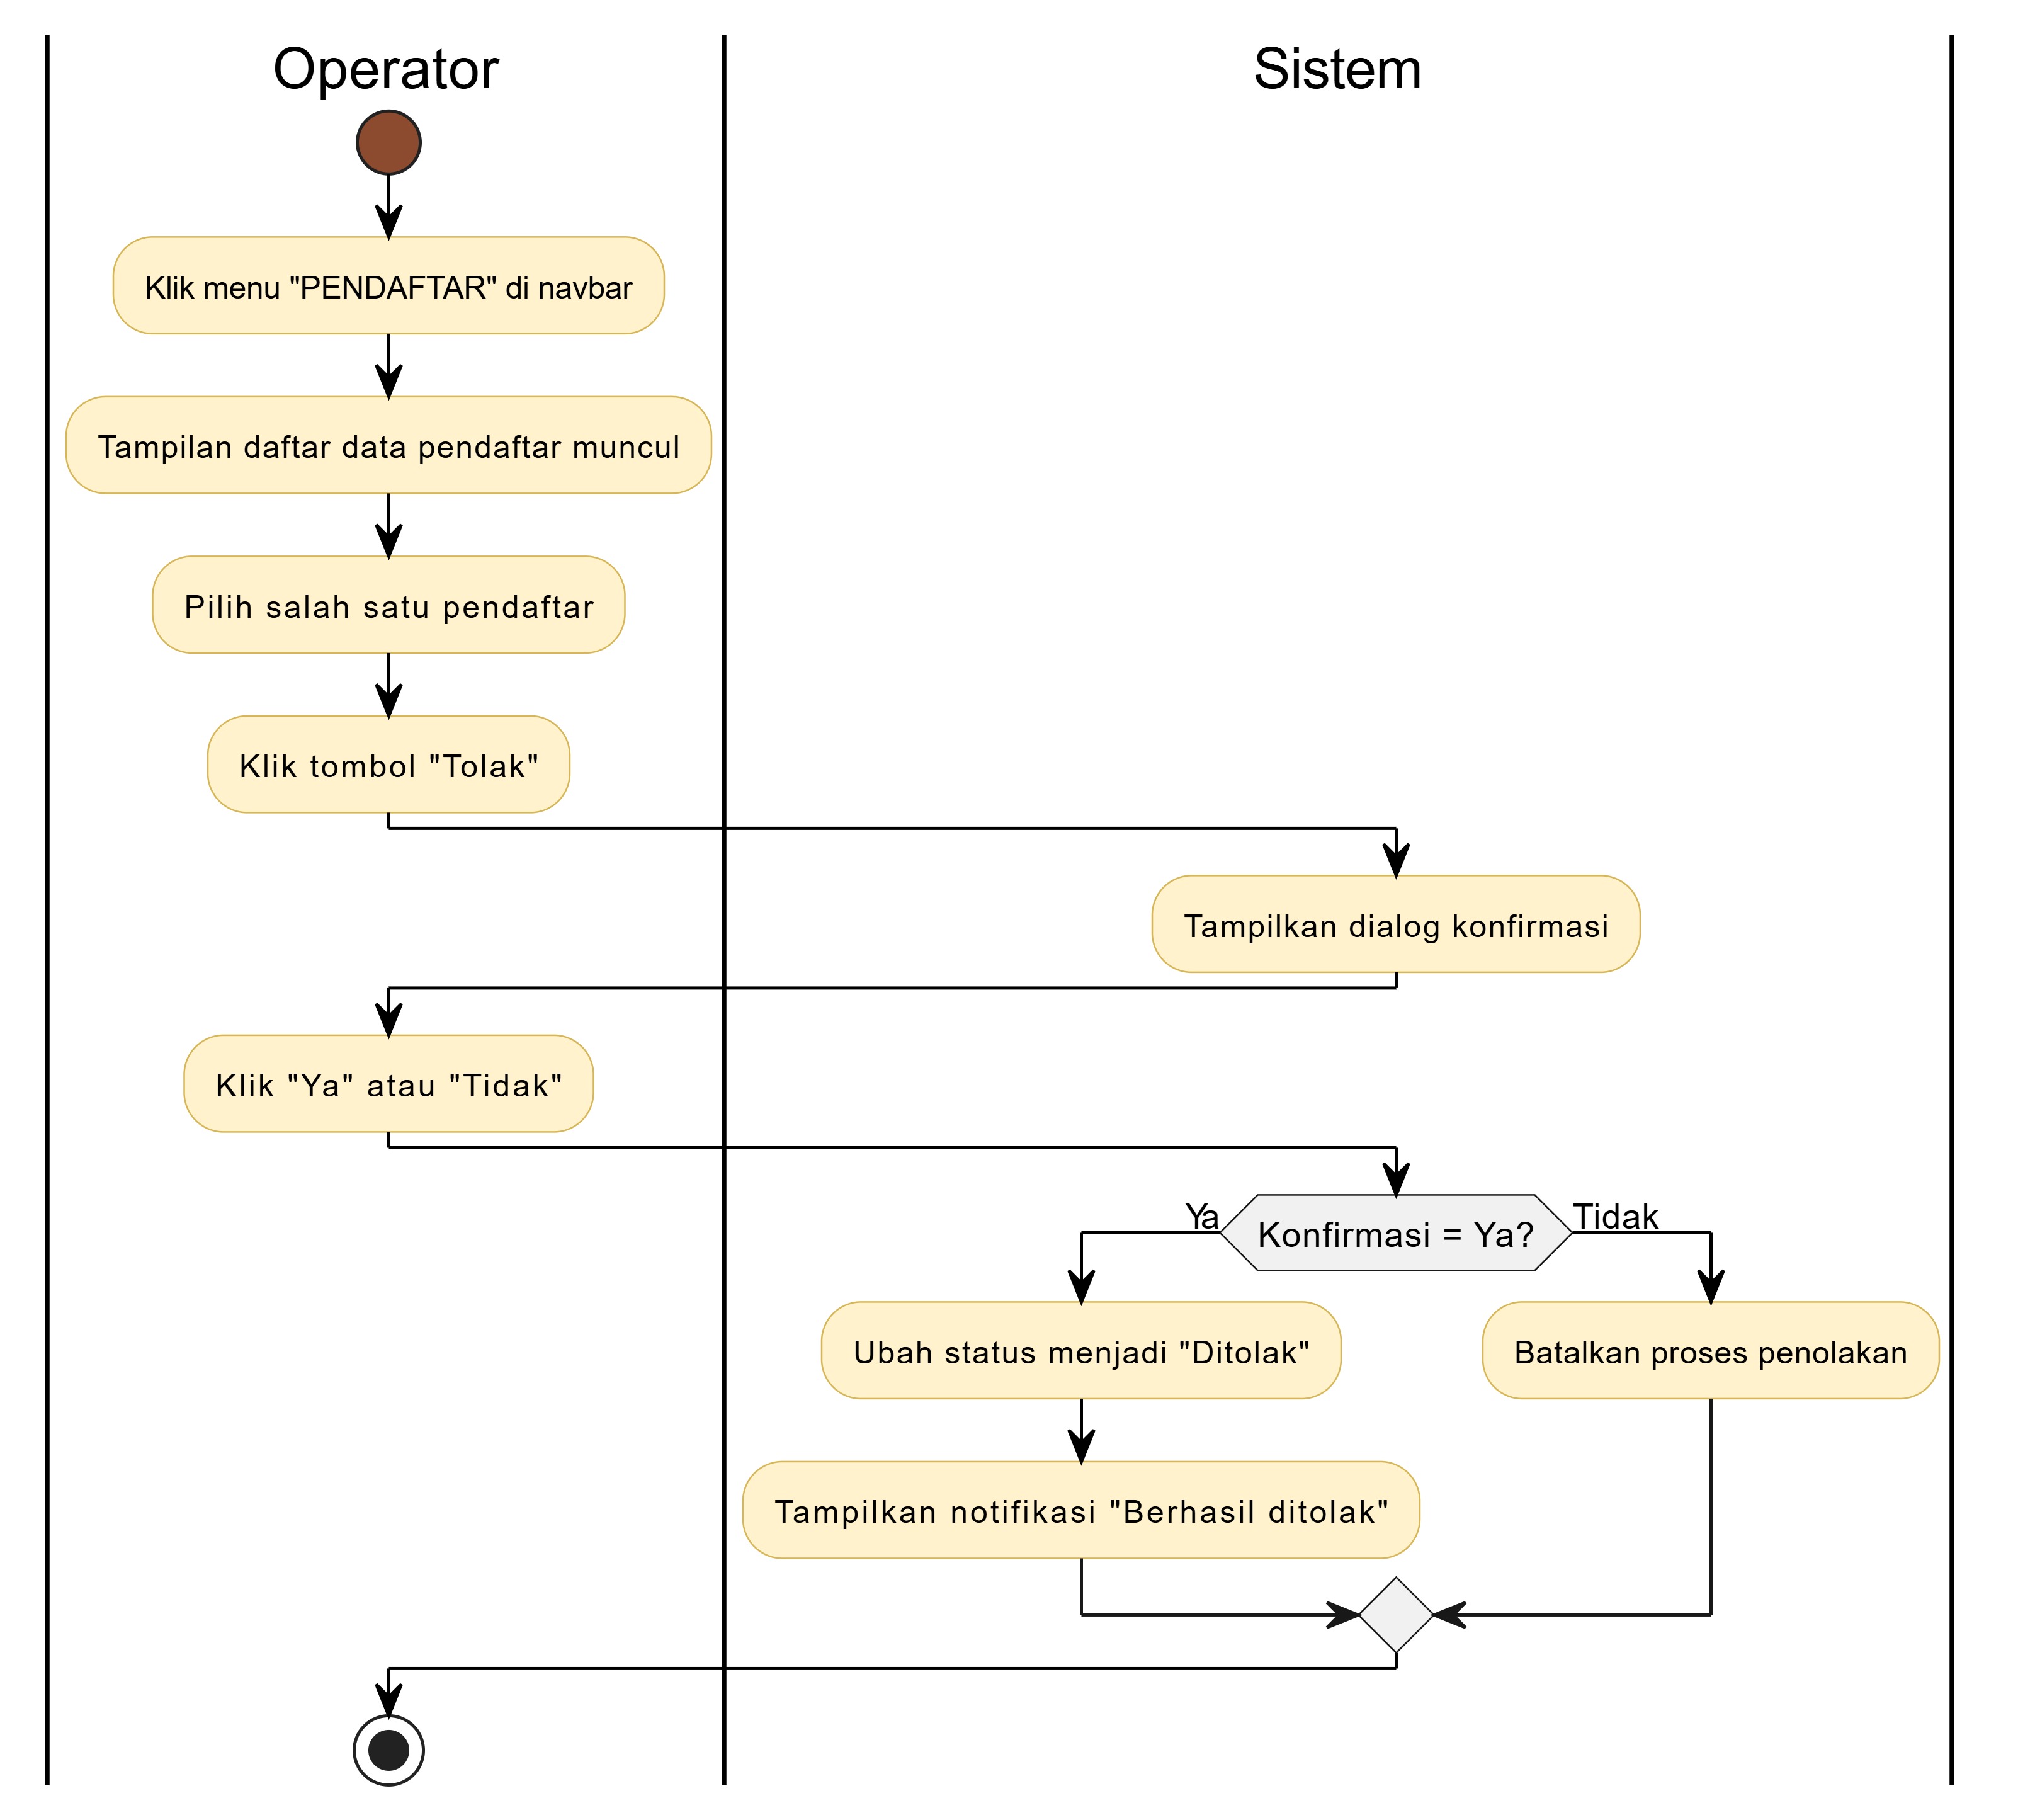 Operator
Sistem
Klik menu "PENDAFTAR" di navbar
Tampilan daftar data pendaftar muncul
Pilih salah satu pendaftar
Klik tombol "Tolak"
Tampilkan dialog konfirmasi
Klik "Ya" atau "Tidak"
Ya
Konfirmasi = Ya?
Tidak
Ubah status menjadi "Ditolak"
Batalkan proses penolakan
Tampilkan notifikasi "Berhasil ditolak"